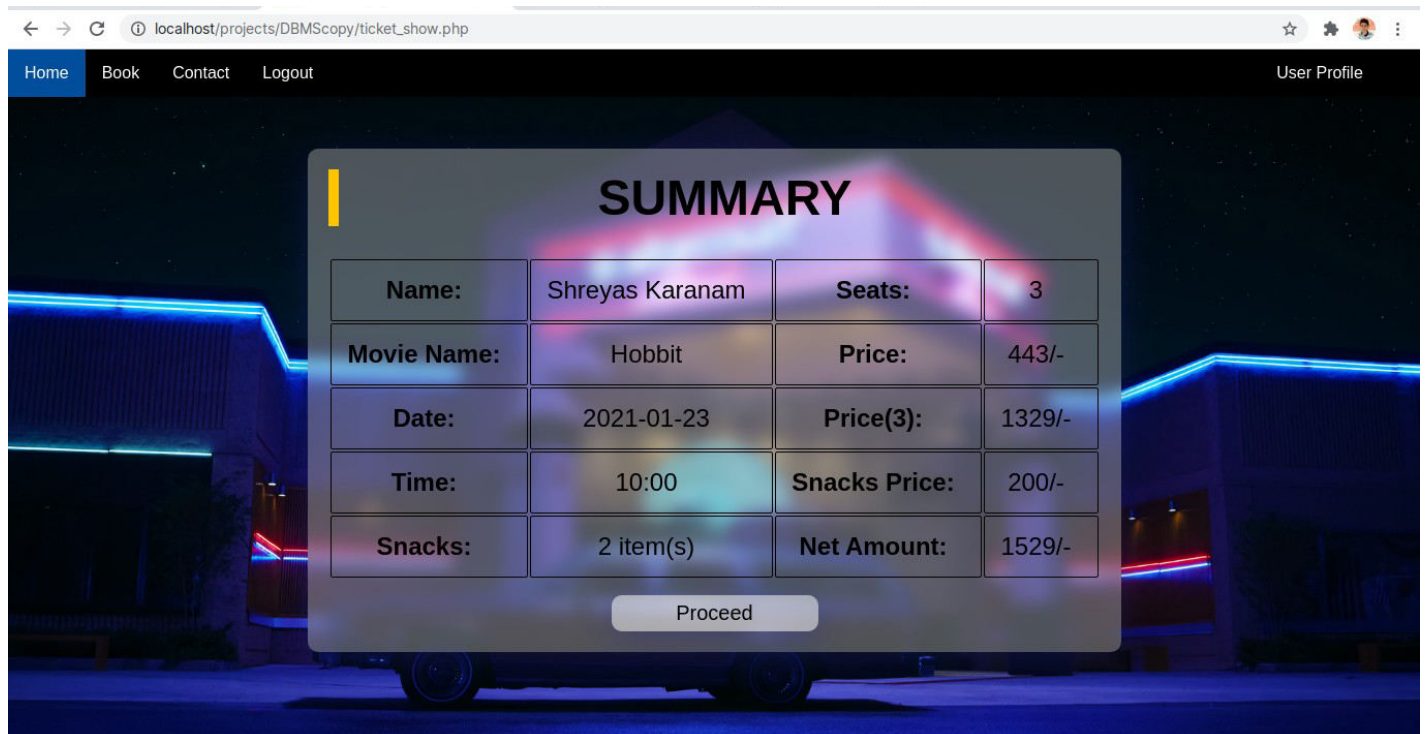 localhost/projects/DBMScopy/ticket_show.php
Home Book Contact Logout User Profile
SUMMARY
Name: Shreyas Karanam Seats: 3
Movie Name: Hobbit Price: 443/-
Date: 2021-01-23 Price(3): 1329/-
Time: 10:00 Snacks Price: 200/-
Snacks: 2 item(s) Net Amount: 1529/-
Proceed